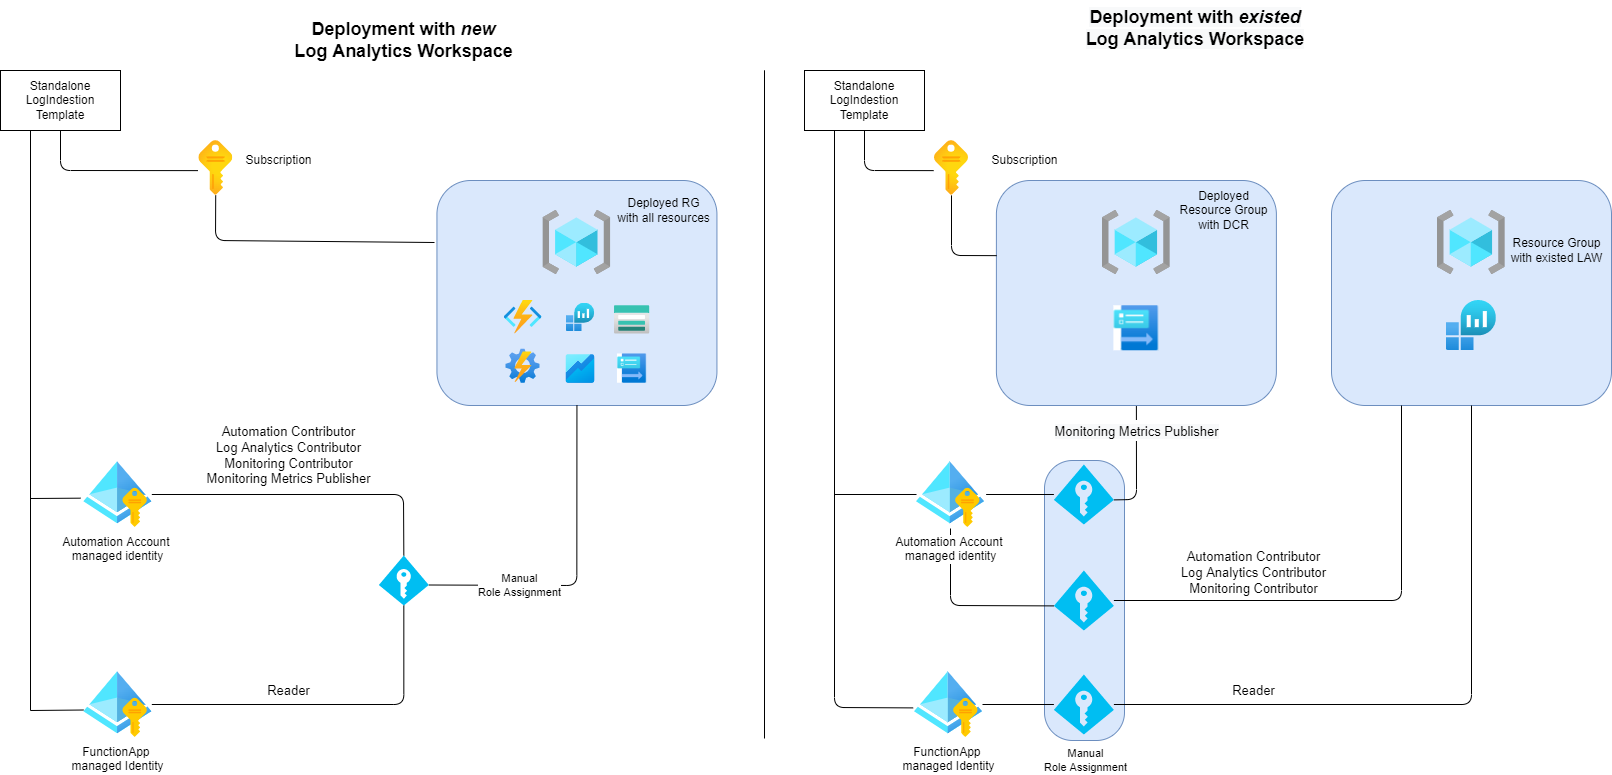 Deployment with new
Log Analytics Workspace
Standalone
LogIndestion
Template
Subscription
Deployed RG
with all resources
Automation Contributor
Log Analytics Contributor
Monitoring Contributor
Monitoring Metrics Publisher
Automation Account
managed identity
Manual
Role Assignment
Reader
FunctionApp
managed Identity
Deployment with existed
Log Analytics Workspace
Standalone
LogIndestion
Template
Subscription
Deployed
Resource Group
with DCR
Resource Group
with existed LAW
Monitoring Metrics Publisher
Automation Account
managed identity
Automation Contributor
Log Analytics Contributor
Monitoring Contributor
Reader
FunctionApp
managed Identity
Manual
Role Assignment